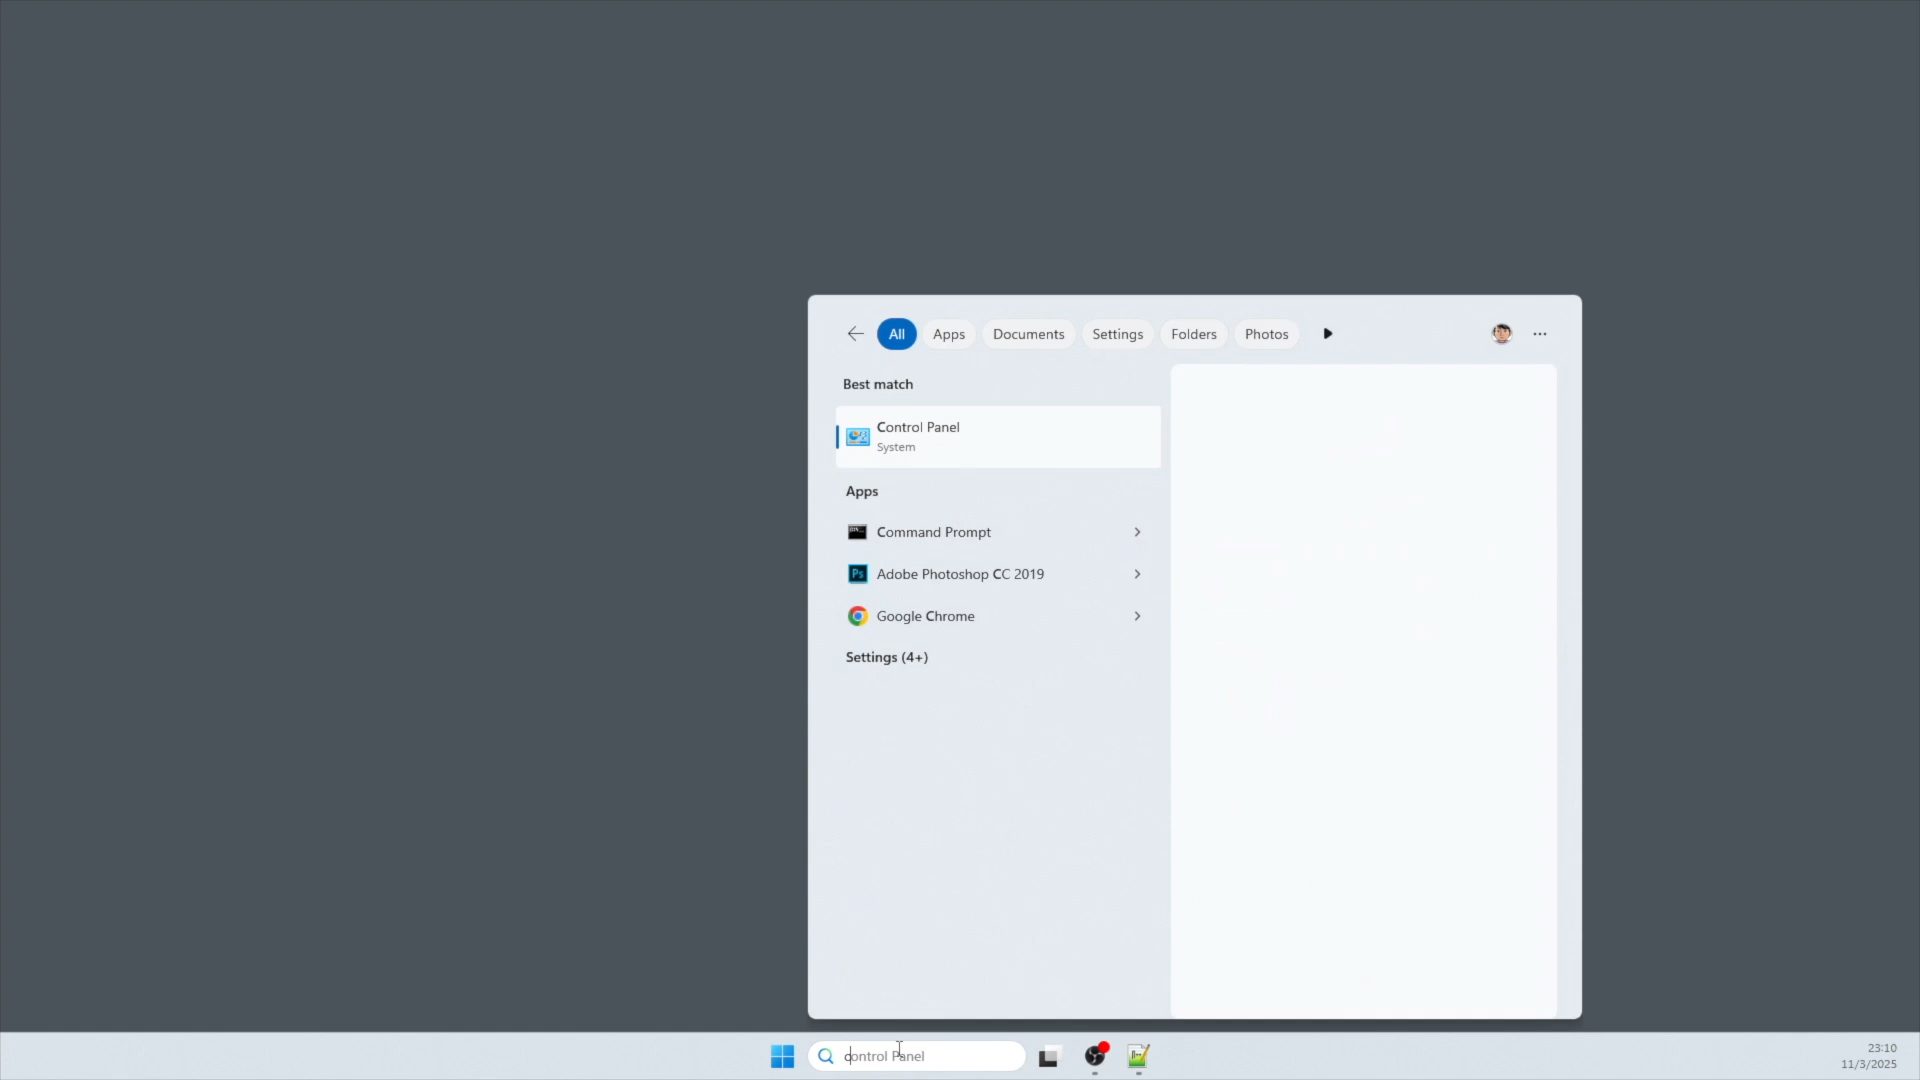 All Apps Documents Settings Folders Photos
Best match
Control Panel
System
Apps
Command Prompt
Adobe Photoshop CC 2019
Google Chrome
Settings (4+)
control Panel
23:10
11/3/2025
Ps